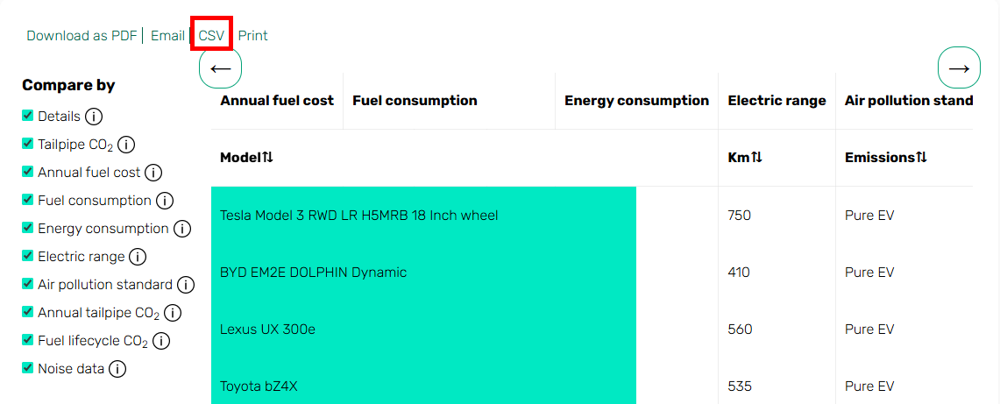 Download as PDF Email CSV Print
← →
Compare by
Details i
Tailpipe CO2 i
Annual fuel cost i
Fuel consumption i
Energy consumption i
Electric range i
Air pollution standard i
Annual tailpipe CO2 i
Fuel lifecycle CO2 i
Noise data i
Annual fuel cost Fuel consumption Energy consumption Electric range Air pollution stand
Model⇅ Km⇅ Emissions⇅
Tesla Model 3 RWD LR H5MRB 18 Inch wheel 750 Pure EV
BYD EM2E DOLPHIN Dynamic 410 Pure EV
Lexus UX 300e 560 Pure EV
Toyota bZ4X 535 Pure EV